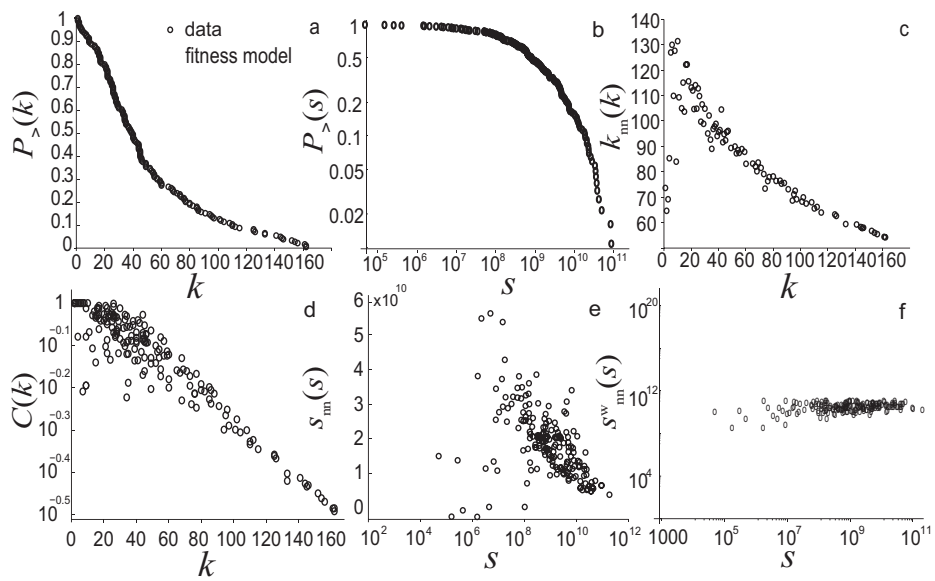 a
data
fitness model
P>(k)
1
0.9
0.8
0.7
0.6
0.5
0.4
0.3
0.2
0.1
0
0 20 40 60 80 100 120 140 160
k
b
P>(s)
1
0.5
0.2
0.1
0.05
0.02
10^5 10^6 10^7 10^8 10^9 10^10 10^11
s
c
k_nn(k)
140
130
120
110
100
90
80
70
60
50
0 20 40 60 80 100 120 140 160
k
d
C(k)
1
10^-0.1
10^-0.2
10^-0.3
10^-0.4
10^-0.5
0 20 40 60 80 100 120 140 160
k
e
6 x10^10
s_nn(s)
5
4
3
2
1
0
10^2 10^4 10^6 10^8 10^10 10^12
s
f
s^w_nn(s)
10^20
10^12
10^4
1000 10^5 10^7 10^9 10^11
s